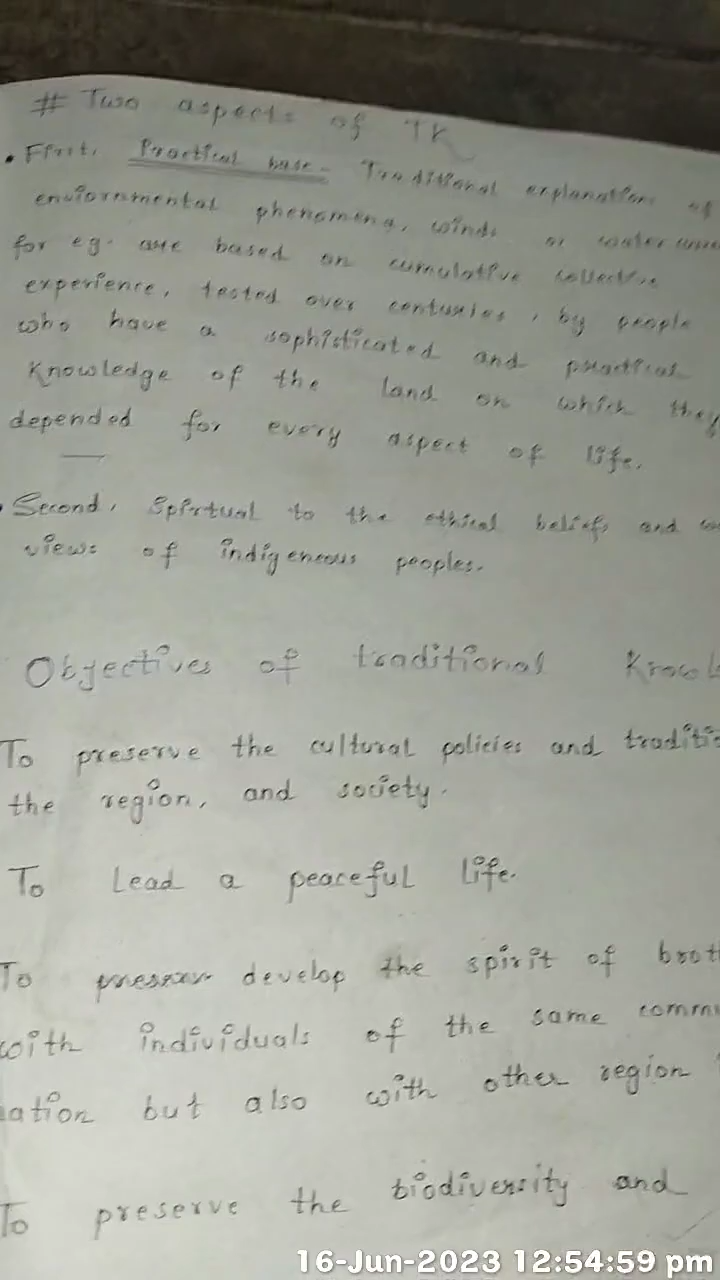 # Two aspects of TK
• First, Practical base - Traditional explanation of
enviornmental phenomena, winds or water
for eg. are based on cumulative collective
experience, tested over centuries, by people
who have a sophisticated and practical
Knowledge of the land on which they
depended for every aspect of life.
• Second, Spirtual to the ethical beliefs and
views of indigeneous peoples.
Objectives of traditional
To preserve the cultural policies and traditio
the region, and society.
To Lead a peaceful life.
To develop the spirit of brot
with individuals of the same commu
nation but also with other region
To preserve the biodiversity and
16-Jun-2023 12:54:59 pm